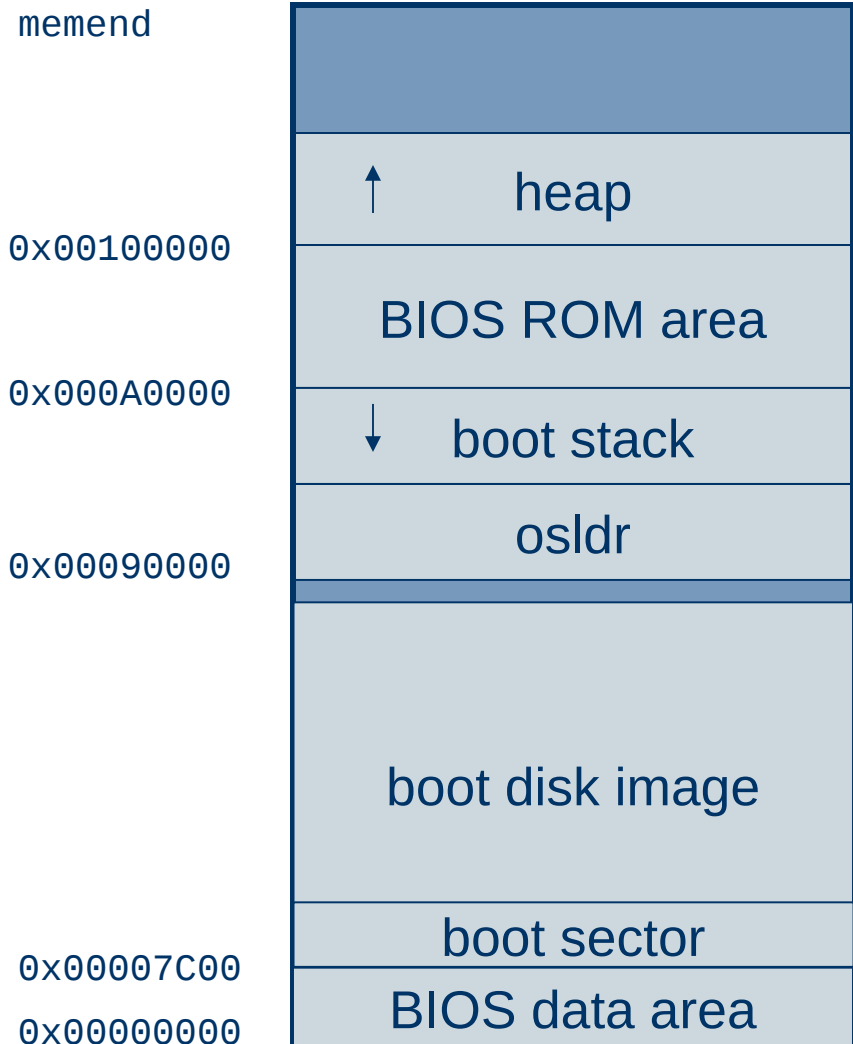 memend
heap
0x00100000
BIOS ROM area
0x000A0000
boot stack
osldr
0x00090000
boot disk image
boot sector
0x00007C00
BIOS data area
0x00000000